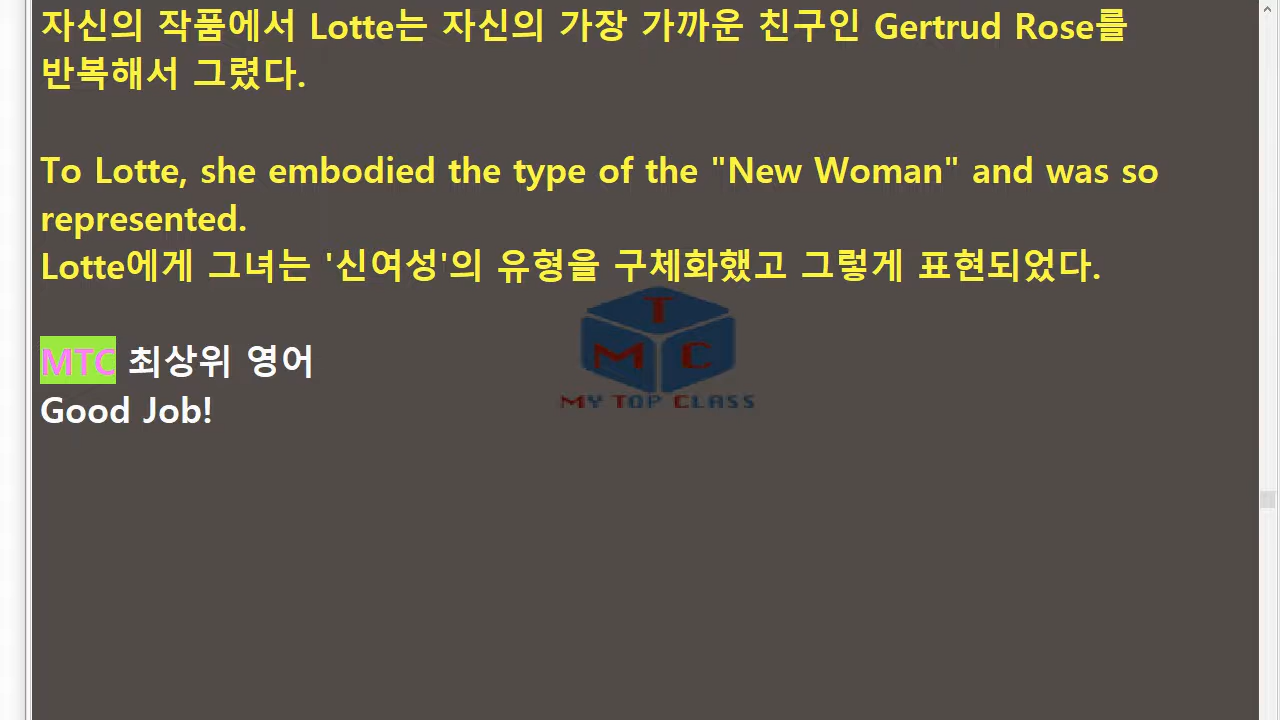 자신의 작품에서 Lotte는 자신의 가장 가까운 친구인 Gertrud Rose를
반복해서 그렸다.
To Lotte, she embodied the type of the "New Woman" and was so
represented.
Lotte에게 그녀는 '신여성'의 유형을 구체화했고 그렇게 표현되었다.
T
M C
MY TOP CLASS
MTC 최상위 영어
Good Job!